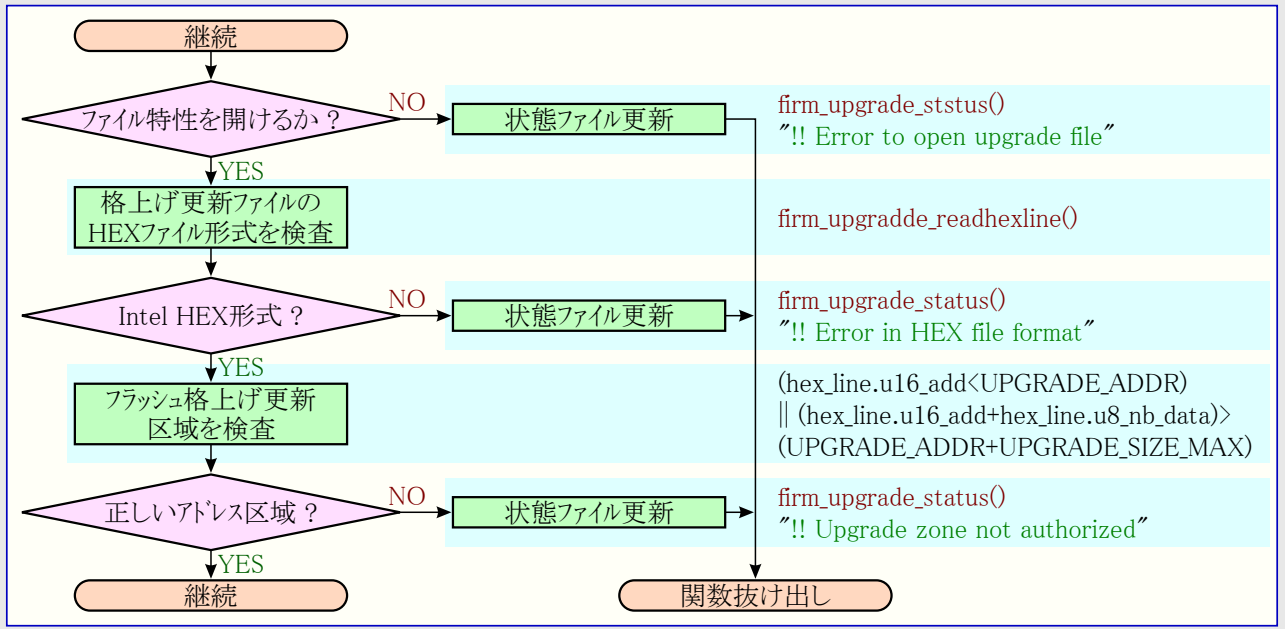 継続
ファイル特性を開けるか ?
NO
状態ファイル更新
firm_upgrade_ststus()
"!! Error to open upgrade file"
YES
格上げ更新ファイルの
HEXファイル形式を検査
firm_upgradde_readhexline()
Intel HEX形式 ?
NO
状態ファイル更新
firm_upgrade_status()
"!! Error in HEX file format"
YES
フラッシュ格上げ更新
区域を検査
(hex_line.u16_add<UPGRADE_ADDR)
|| (hex_line.u16_add+hex_line.u8_nb_data)>
(UPGRADE_ADDR+UPGRADE_SIZE_MAX)
正しいアドレス区域 ?
NO
状態ファイル更新
firm_upgrade_status()
"!! Upgrade zone not authorized"
YES
継続
関数抜け出し